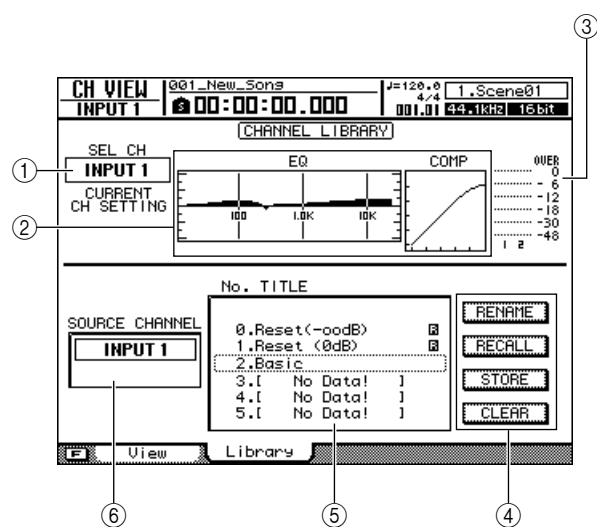 CH VIEW
INPUT 1
001_New_Song
S 00:00:00.000
♩=120.0
4/4
001.01
1.Scene01
44.1kHz 16bit
CHANNEL LIBRARY
SEL CH
INPUT 1
CURRENT
CH SETTING
EQ
100 1.0K 10K
COMP
OVER
0
- 6
-12
-18
-30
-48
1 2
No. TITLE
SOURCE CHANNEL
INPUT 1
0.Reset(-oodB) R
1.Reset (0dB) R
2.Basic
3.[ No Data! ]
4.[ No Data! ]
5.[ No Data! ]
RENAME
RECALL
STORE
CLEAR
F View Library
1
2
3
4
5
6